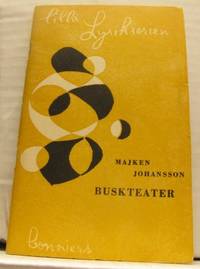 lilla Lyrikserien
MAJKEN
JOHANSSON
BUSKTEATER
bonniers